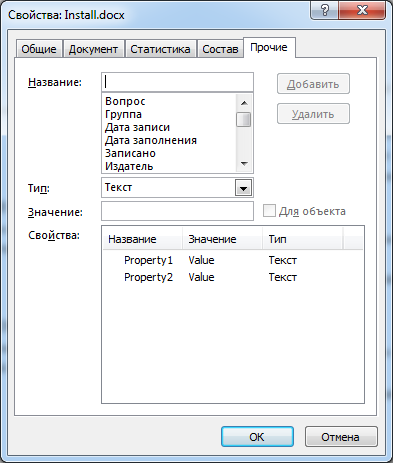 Свойства: Install.docx
Общие Документ Статистика Состав Прочие
Название: Добавить
Вопрос
Группа Удалить
Дата записи
Дата заполнения
Записано
Издатель
Тип: Текст
Значение: Для объекта
Свойства: Название Значение Тип
Property1 Value Текст
Property2 Value Текст
ОК Отмена